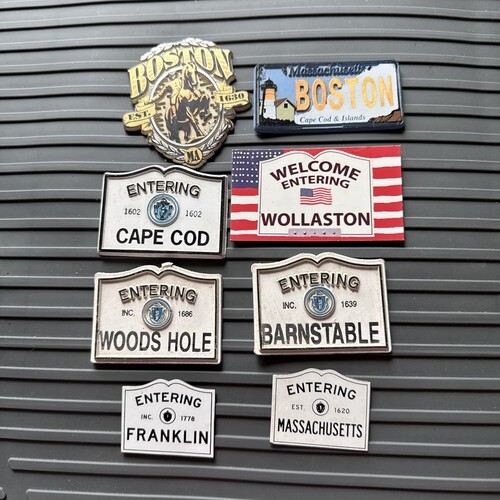 BOSTON
EST. 1630
MA
Massachusetts
BOSTON
Cape Cod & Islands
ENTERING
1602 1602
CAPE COD
WELCOME
ENTERING
WOLLASTON
ENTERING
INC. 1686
WOODS HOLE
ENTERING
INC. 1639
BARNSTABLE
ENTERING
INC. 1778
FRANKLIN
ENTERING
EST. 1620
MASSACHUSETTS